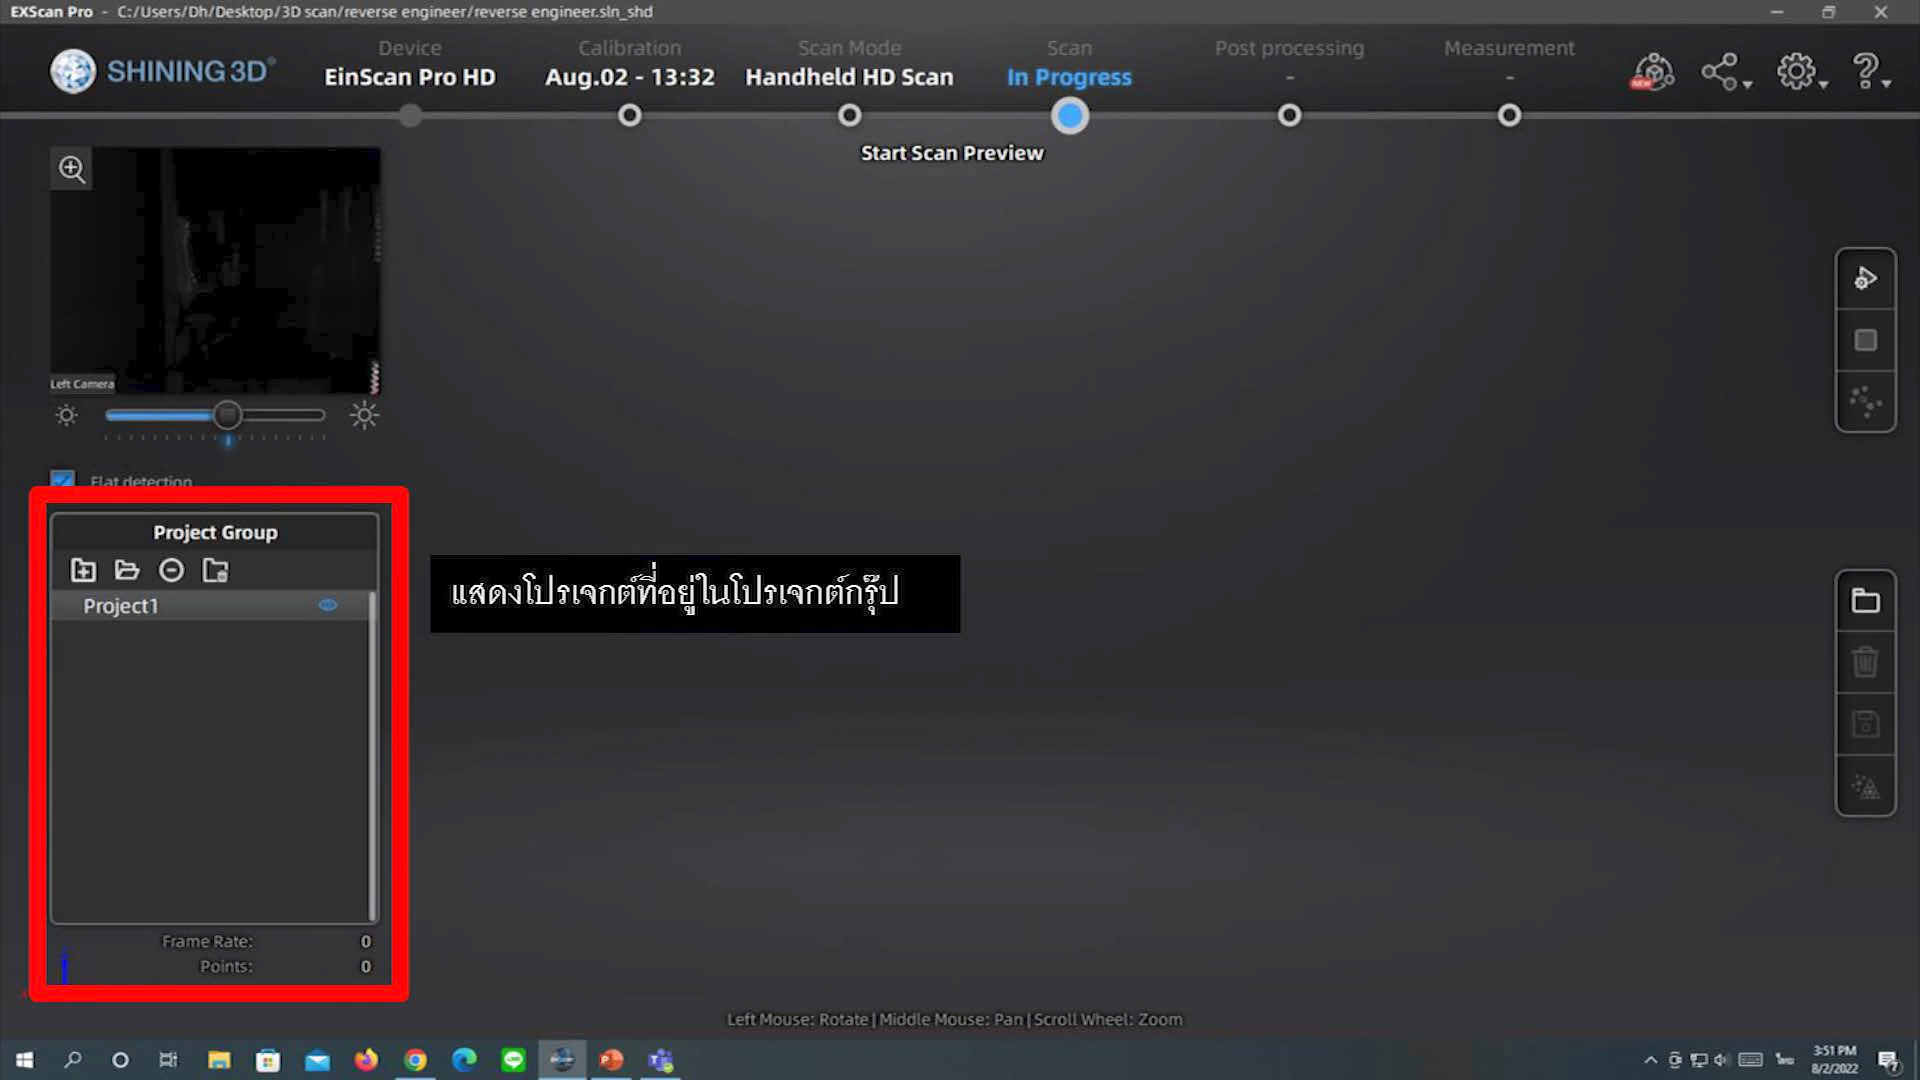 EXScan Pro - C:/Users/Dh/Desktop/3D scan/reverse engineer/reverse engineer.sln_shd
SHINING 3D®
Device
EinScan Pro HD
Calibration
Aug.02 - 13:32
Scan Mode
Handheld HD Scan
Scan
In Progress
Post processing
-
Measurement
-
NEW
Start Scan Preview
Left Camera
Flat detection
Project Group
Project1
แสดงโปรเจกต์ที่อยู่ในโปรเจกต์กรุ๊ป
Frame Rate: 0
Points: 0
Left Mouse: Rotate | Middle Mouse: Pan | Scroll Wheel: Zoom
3:51 PM
8/2/2022